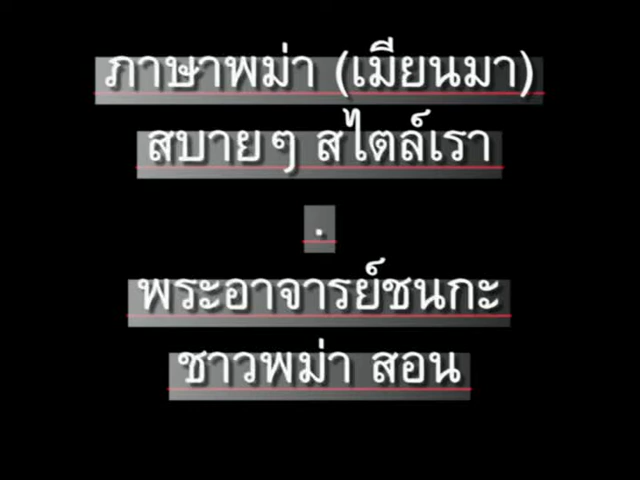 ภาษาพม่า (เมียนมา)
สบายๆ สไตล์เรา
.
พระอาจารย์ชนกะ
ชาวพม่า สอน